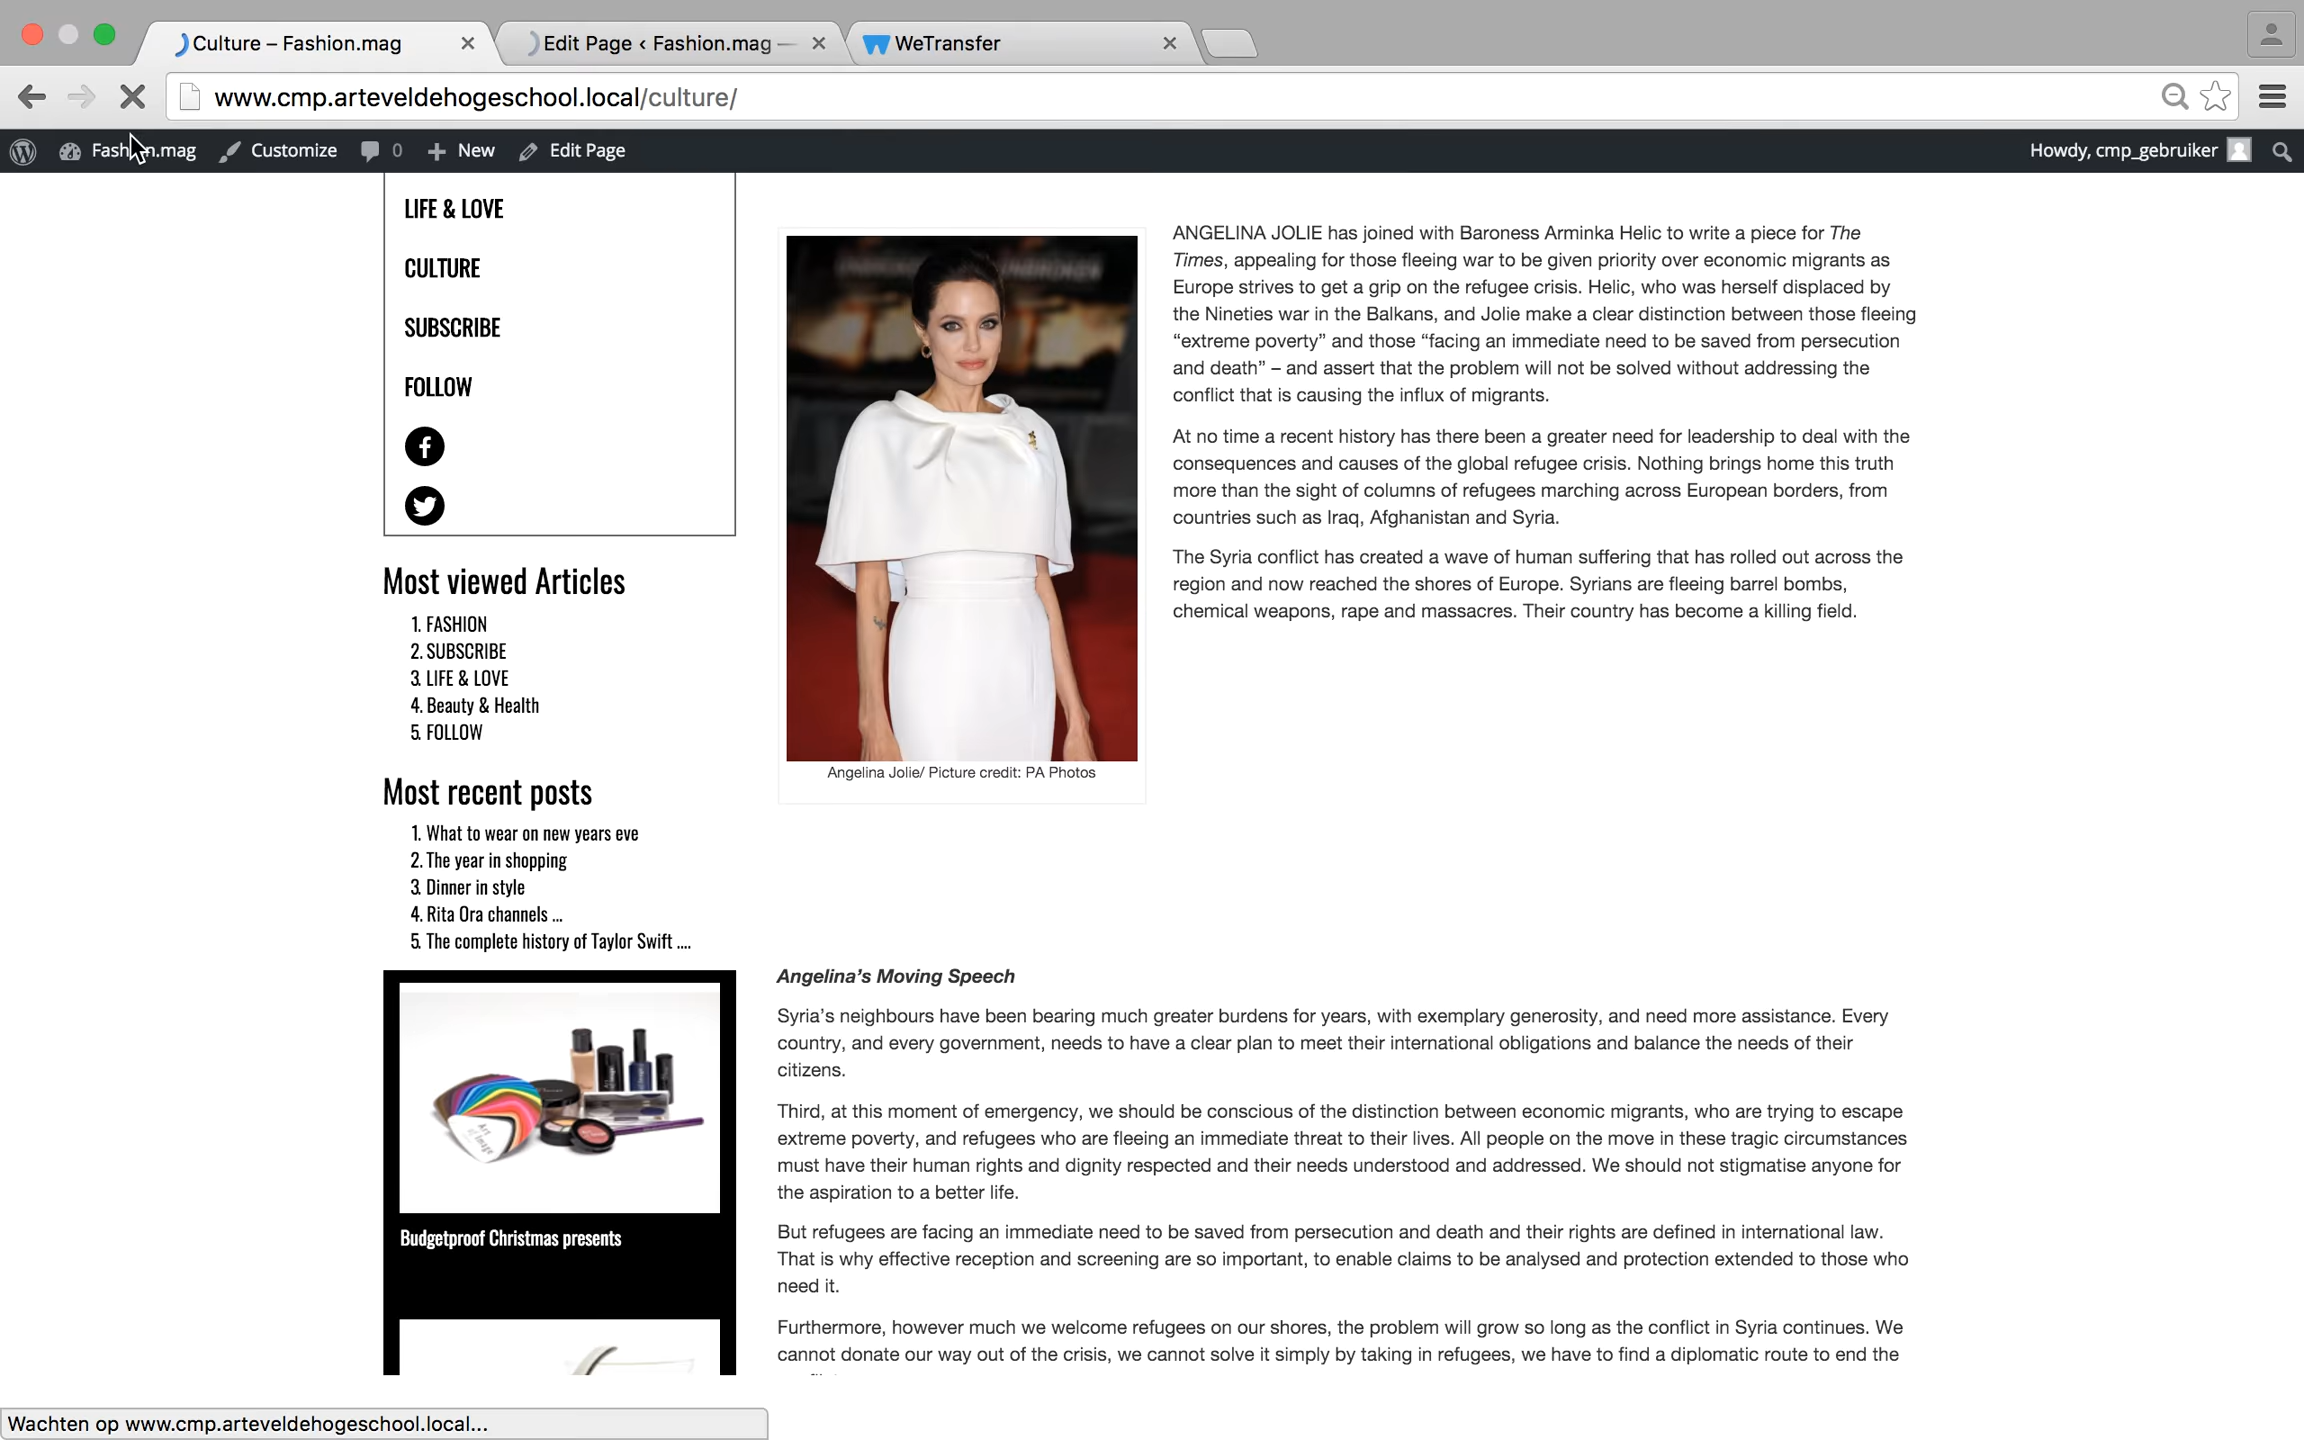 Culture – Fashion.mag
Edit Page ‹ Fashion.mag —
WeTransfer
www.cmp.arteveldehogeschool.local/culture/
Fashion.mag
Customize
0
New
Edit Page
Howdy, cmp_gebruiker
LIFE & LOVE
CULTURE
SUBSCRIBE
FOLLOW
Most viewed Articles
1. FASHION
2. SUBSCRIBE
3. LIFE & LOVE
4. Beauty & Health
5. FOLLOW
Most recent posts
1. What to wear on new years eve
2. The year in shopping
3. Dinner in style
4. Rita Ora channels ...
5. The complete history of Taylor Swift ....
Budgetproof Christmas presents
Angelina Jolie/ Picture credit: PA Photos
ANGELINA JOLIE has joined with Baroness Arminka Helic to write a piece for The
Times, appealing for those fleeing war to be given priority over economic migrants as
Europe strives to get a grip on the refugee crisis. Helic, who was herself displaced by
the Nineties war in the Balkans, and Jolie make a clear distinction between those fleeing
“extreme poverty” and those “facing an immediate need to be saved from persecution
and death” – and assert that the problem will not be solved without addressing the
conflict that is causing the influx of migrants.
At no time a recent history has there been a greater need for leadership to deal with the
consequences and causes of the global refugee crisis. Nothing brings home this truth
more than the sight of columns of refugees marching across European borders, from
countries such as Iraq, Afghanistan and Syria.
The Syria conflict has created a wave of human suffering that has rolled out across the
region and now reached the shores of Europe. Syrians are fleeing barrel bombs,
chemical weapons, rape and massacres. Their country has become a killing field.
Angelina’s Moving Speech
Syria’s neighbours have been bearing much greater burdens for years, with exemplary generosity, and need more assistance. Every
country, and every government, needs to have a clear plan to meet their international obligations and balance the needs of their
citizens.
Third, at this moment of emergency, we should be conscious of the distinction between economic migrants, who are trying to escape
extreme poverty, and refugees who are fleeing an immediate threat to their lives. All people on the move in these tragic circumstances
must have their human rights and dignity respected and their needs understood and addressed. We should not stigmatise anyone for
the aspiration to a better life.
But refugees are facing an immediate need to be saved from persecution and death and their rights are defined in international law.
That is why effective reception and screening are so important, to enable claims to be analysed and protection extended to those who
need it.
Furthermore, however much we welcome refugees on our shores, the problem will grow so long as the conflict in Syria continues. We
cannot donate our way out of the crisis, we cannot solve it simply by taking in refugees, we have to find a diplomatic route to end the
Wachten op www.cmp.arteveldehogeschool.local...